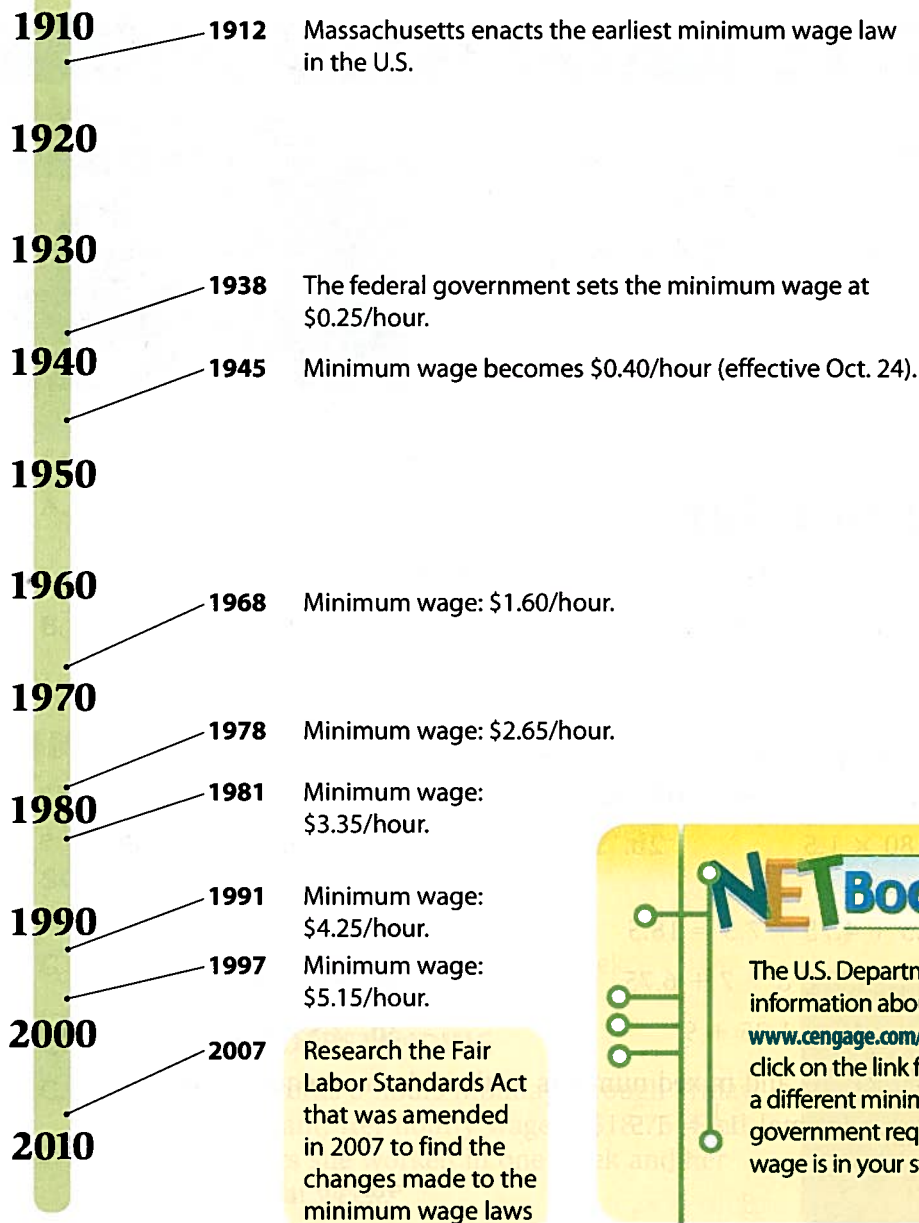 1910
1912 Massachusetts enacts the earliest minimum wage law
in the U.S.
1920
1930
1938 The federal government sets the minimum wage at
$0.25/hour.
1940
1945 Minimum wage becomes $0.40/hour (effective Oct. 24).
1950
1960
1968 Minimum wage: $1.60/hour.
1970
1978 Minimum wage: $2.65/hour.
1980
1981 Minimum wage:
$3.35/hour.
1990
1991 Minimum wage:
$4.25/hour.
1997 Minimum wage:
$5.15/hour.
2000
2007 Research the Fair
Labor Standards Act
that was amended
in 2007 to find the
changes made to the
minimum wage laws
2010
NET
The U.S. Departm
information abou
www.cengage.com/
click on the link f
a different minim
government req
wage is in your s